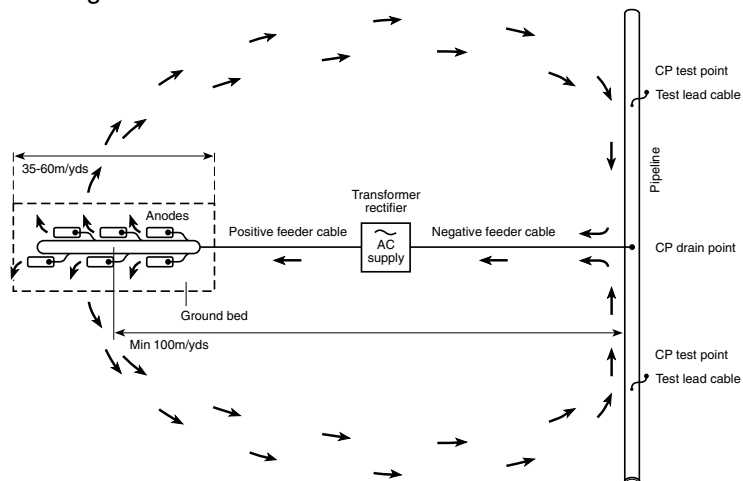 CP test point
Test lead cable
35-60m/yds
Pipeline
Transformer
rectifier
Anodes
Positive feeder cable
AC
supply
Negative feeder cable
CP drain point
Ground bed
Min 100m/yds
CP test point
Test lead cable